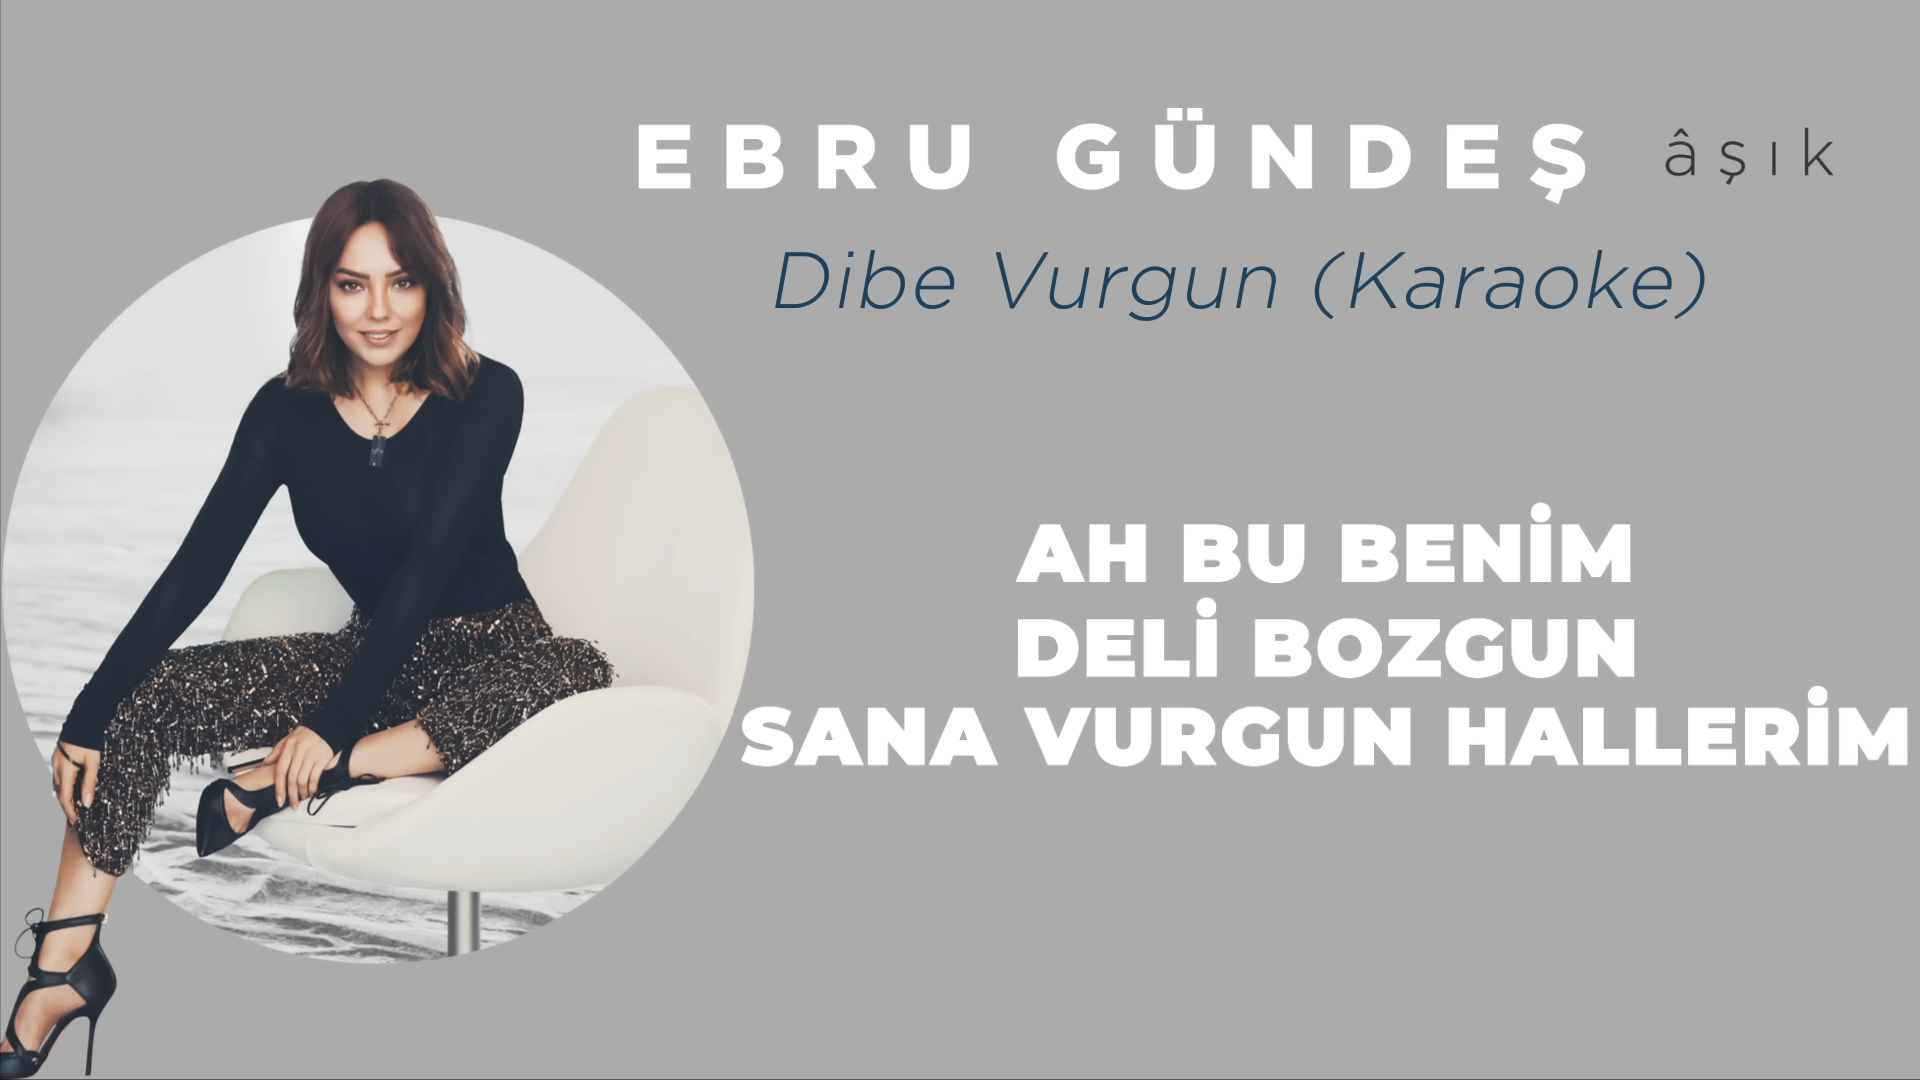 EBRU GÜNDEŞ âşık
Dibe Vurgun (Karaoke)
AH BU BENİM
DELİ BOZGUN
SANA VURGUN HALLERİM